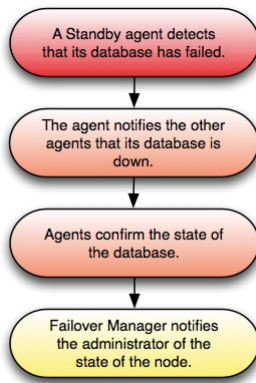 A Standby agent detects
that its database has failed.
The agent notifies the other
agents that its database is
down.
Agents confirm the state of
the database.
Failover Manager notifies
the administrator of the
state of the node.